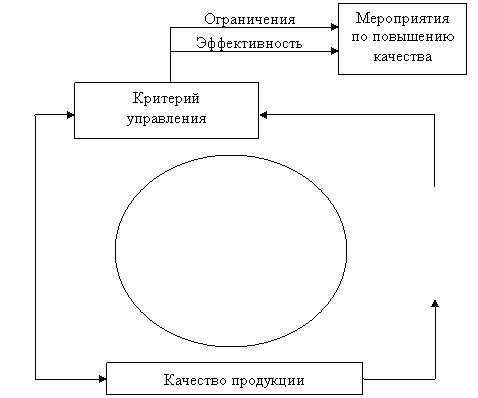 Ограничения
Эффективность
Мероприятия
по повышению
качества
Критерий
управления
Качество продукции